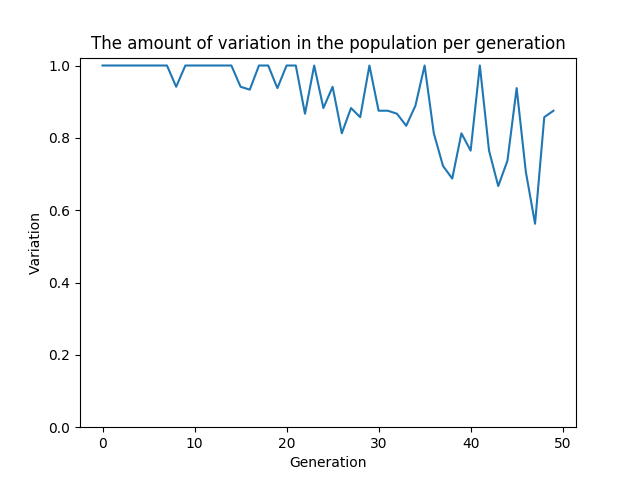 The amount of variation in the population per generation
1.0
0.8
0.6
0.4
0.2
0.0
Variation
0 10 20 30 40 50
Generation